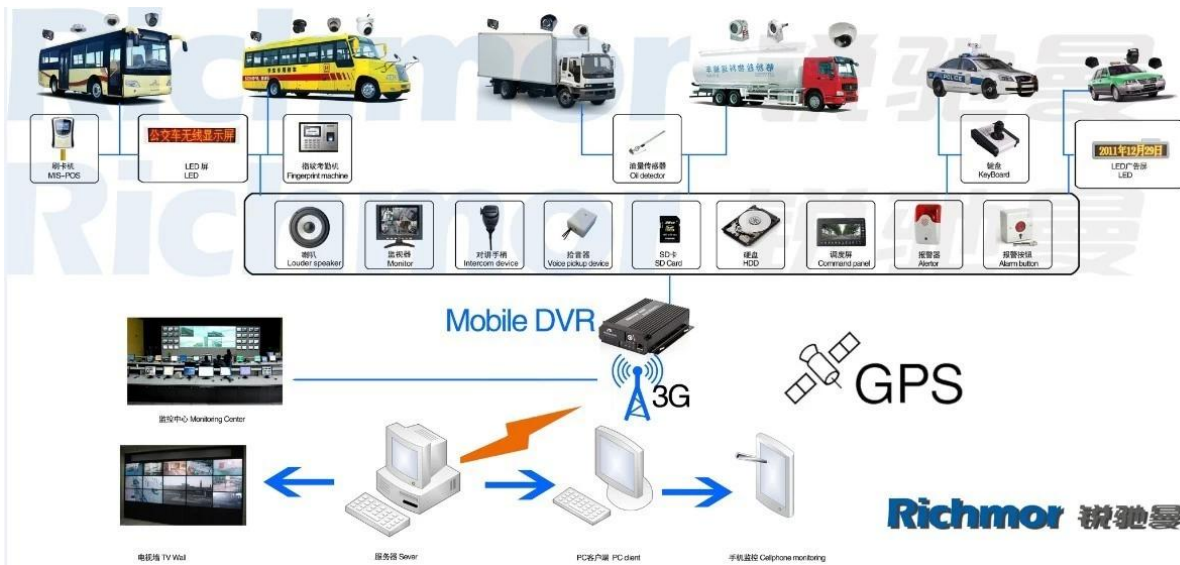 Richmor 锐驰曼
POLICE
刷卡机
MIS-POS
公交车无线显示屏
LED 屏
LED
指纹考勤机
Fingerprint machine
油量传感器
Oil detector
键盘
KeyBoard
2011年12月29日
LED广告屏
LED
Richmor 锐驰曼
喇叭
Louder speaker
监视器
Monitor
对讲手柄
Intercom device
拾音器
Voice pickup device
SD卡
SD Card
硬盘
HDD
调度屏
Command panel
报警器
Alertor
报警按钮
Alarm button
Mobile DVR
3G
GPS
监控中心 Monitoring Center
电视墙 TV Wall
服务器 Sever
PC客户端 PC client
手机监控 Cellphone monitoring
Richmor 锐驰曼